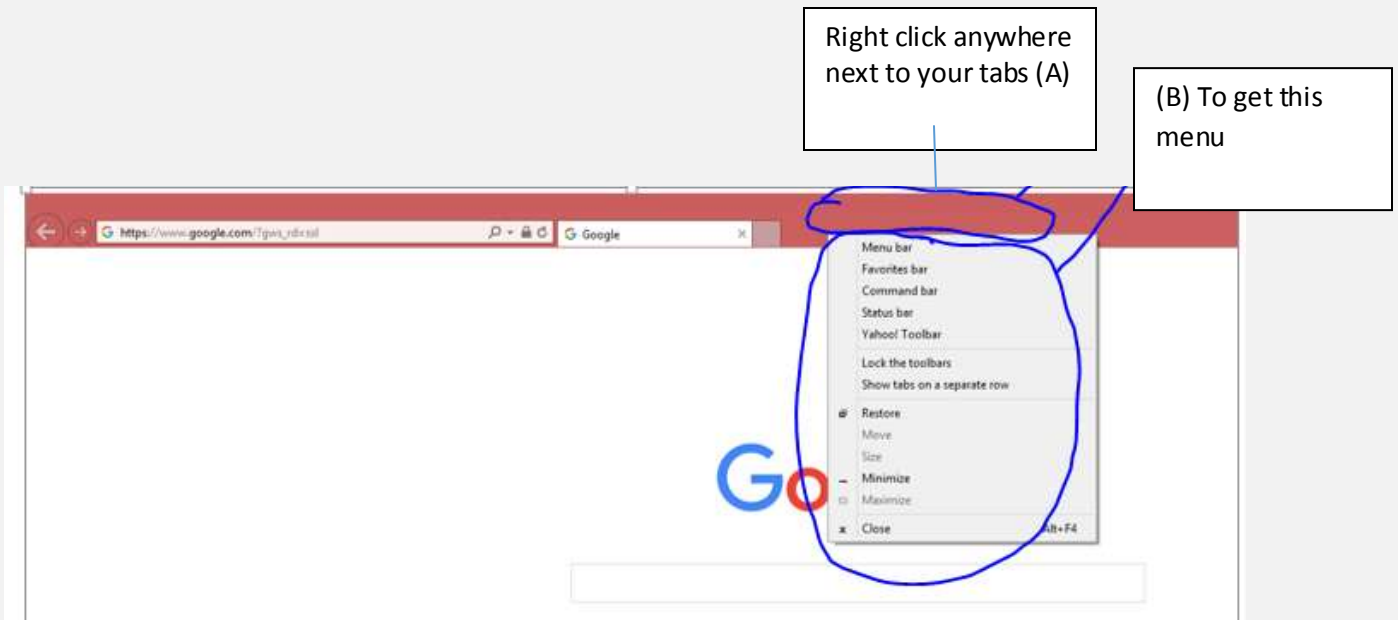 Right click anywhere
next to your tabs (A)
(B) To get this
menu
https://www.google.com/?gws_rd=ssl
Google
Menu bar
Favorites bar
Command bar
Status bar
Yahoo! Toolbar
Lock the toolbars
Show tabs on a separate row
Restore
Move
Size
Minimize
Maximize
Close Alt+F4
Go